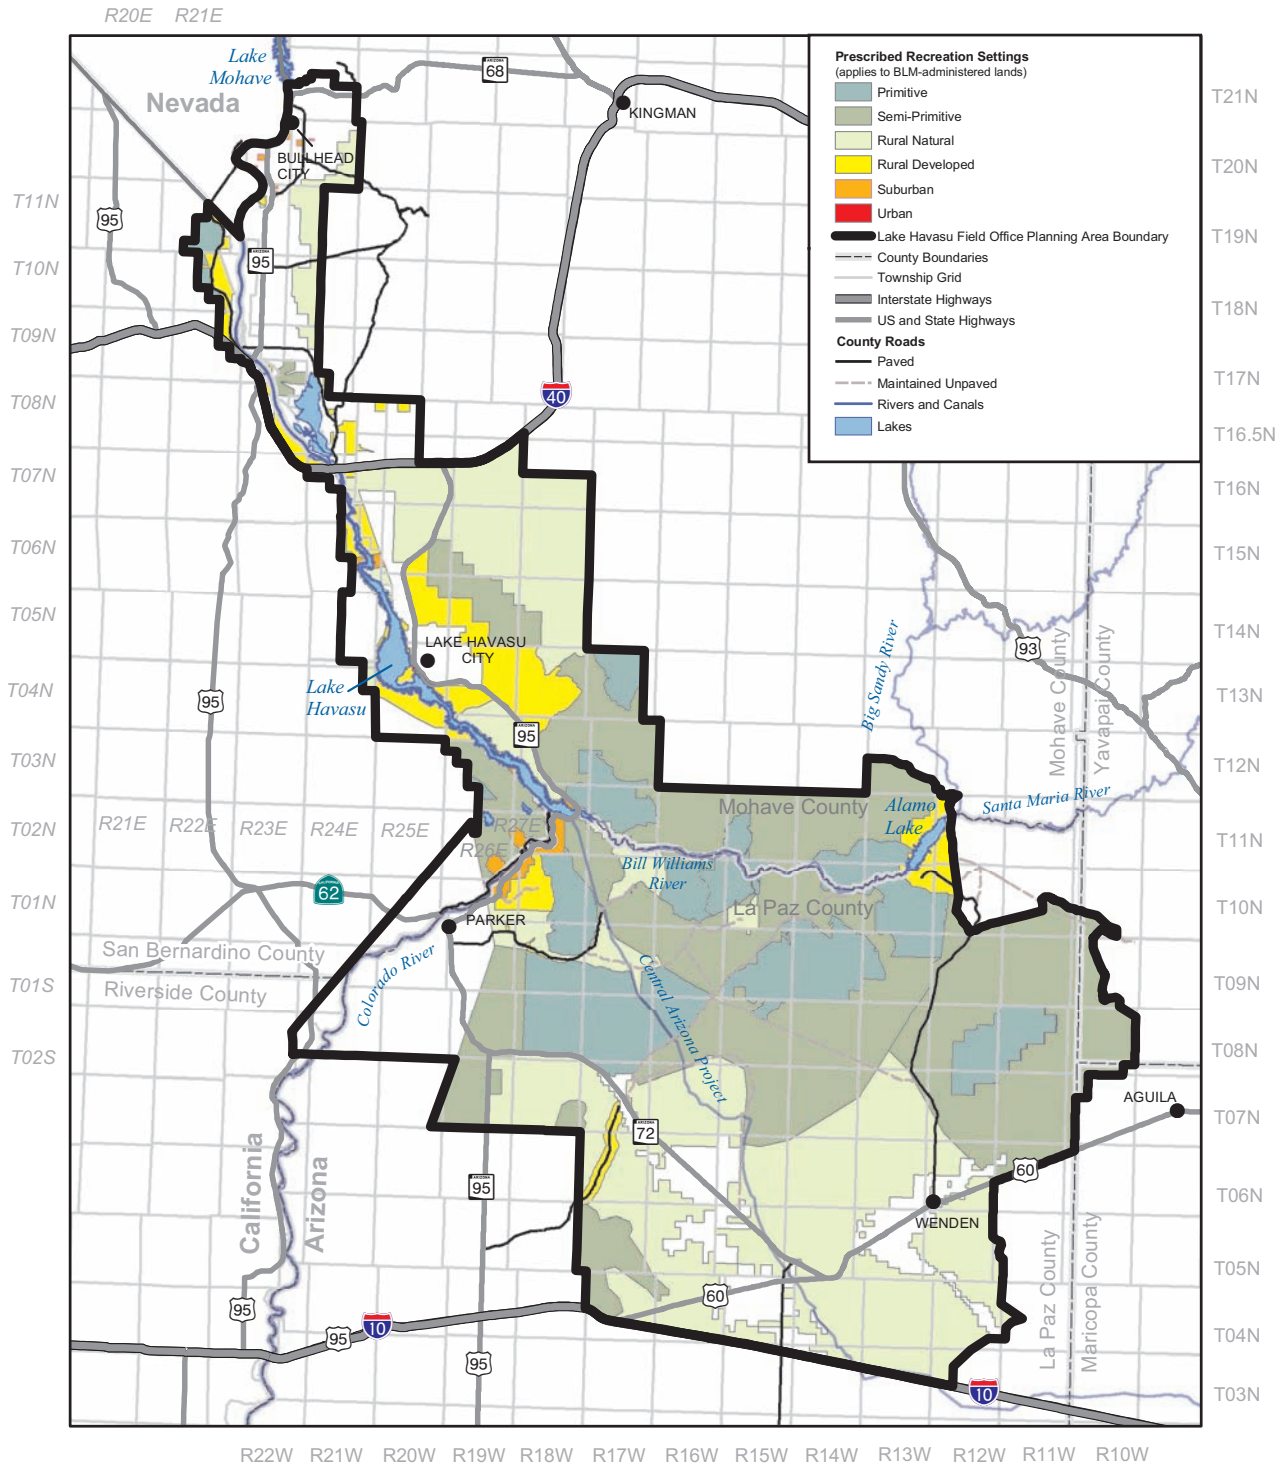 R20E R21E
Lake
Mohave
Nevada
ARIZONA
68
KINGMAN
BULLHEAD
CITY
95
ARIZONA
95
40
Prescribed Recreation Settings
(applies to BLM-administered lands)
Primitive
Semi-Primitive
Rural Natural
Rural Developed
Suburban
Urban
Lake Havasu Field Office Planning Area Boundary
County Boundaries
Township Grid
Interstate Highways
US and State Highways
County Roads
Paved
Maintained Unpaved
Rivers and Canals
Lakes
T11N
T10N
T09N
T08N
T07N
T06N
T05N
T04N
T03N
T02N
T01N
T01S
T02S
T21N
T20N
T19N
T18N
T17N
T16.5N
T16N
T15N
T14N
T13N
T12N
T11N
T10N
T09N
T08N
T07N
T06N
T05N
T04N
T03N
LAKE HAVASU
CITY
Lake
Havasu
95
ARIZONA
95
Big Sandy River
93
Mohave County
Yavapai County
Santa Maria River
Mohave County
Alamo
Lake
R21E R22E R23E R24E R25E
R27E
R26E
Bill Williams
River
La Paz County
CALIFORNIA
62
PARKER
San Bernardino County
Riverside County
Colorado River
Central Arizona Project
AGUILA
ARIZONA
72
60
ARIZONA
95
WENDEN
California
Arizona
La Paz County
Maricopa County
60
95
10
95
95
10
R22W R21W R20W R19W R18W R17W R16W R15W R14W R13W R12W R11W R10W